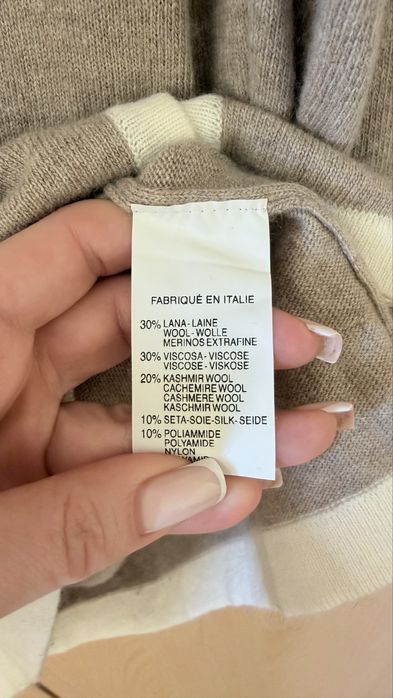 FABRIQUÉ EN ITALIE
30% LANA-LAINE
WOOL-WOLLE
MERINOS EXTRAFINE
30% VISCOSA-VISCOSE
VISCOSE-VISKOSE
20% KASHMIR WOOL
CACHEMIRE WOOL
CASHMERE WOOL
KASCHMIR WOOL
10% SETA-SOIE-SILK-SEIDE
10% POLIAMMIDE
POLYAMIDE
NYLON